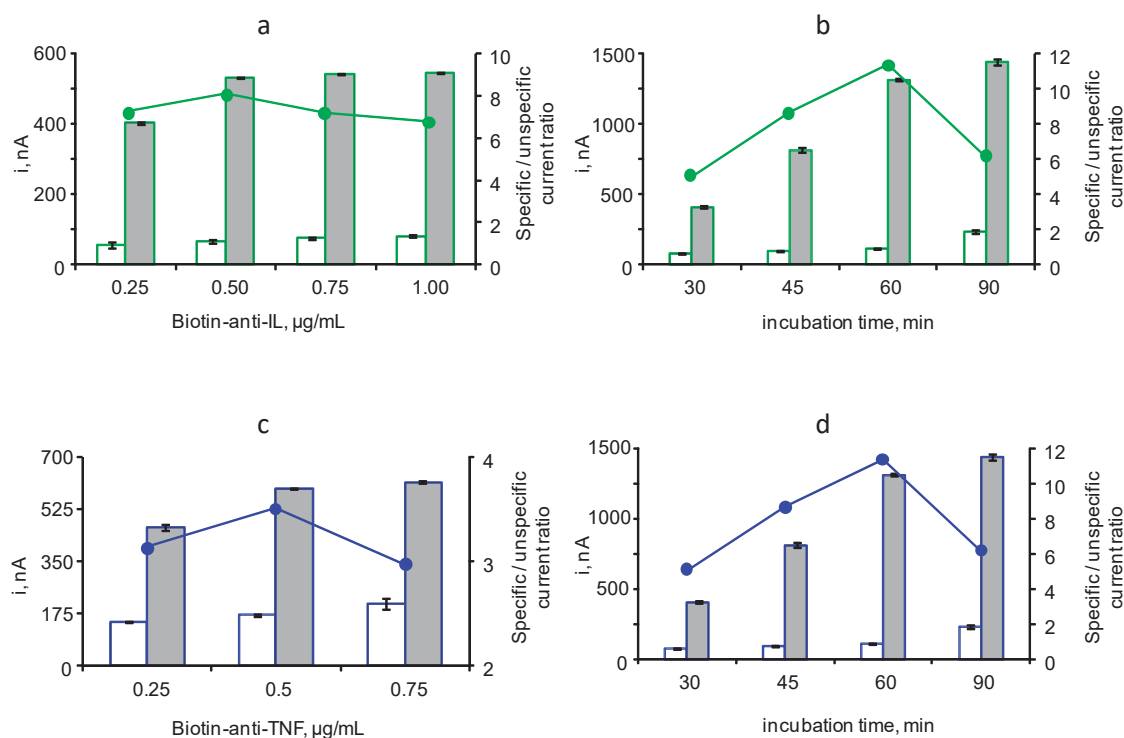 a
600
400
200
0
i, nA
10
8
6
4
2
0
Specific / unspecific
current ratio
0.25 0.50 0.75 1.00
Biotin-anti-IL, µg/mL
b
1500
1000
500
0
i, nA
12
10
8
6
4
2
0
Specific / unspecific
current ratio
30 45 60 90
incubation time, min
c
700
525
350
175
0
i, nA
4
3
2
Specific / unspecific
current ratio
0.25 0.5 0.75
Biotin-anti-TNF, µg/mL
d
1500
1000
500
0
i, nA
12
10
8
6
4
2
0
Specific / unspecific
current ratio
30 45 60 90
incubation time, min